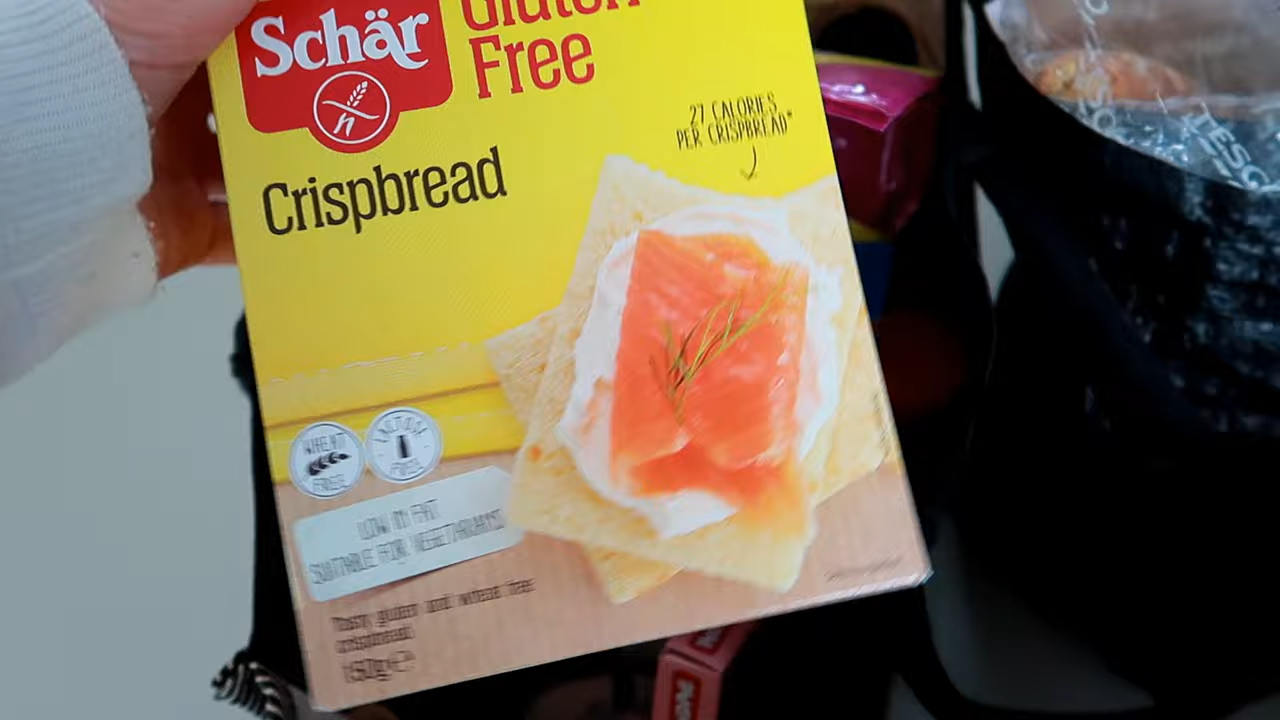 Schär
Gluten
Free
27 CALORIES
PER CRISPBREAD*
Crispbread
WHEAT
FREE
LACTOSE
FREE
LOW IN FAT
SUITABLE FOR VEGETARIANS
Tasty gluten and wheat free
crispbread
150g e
TESCO